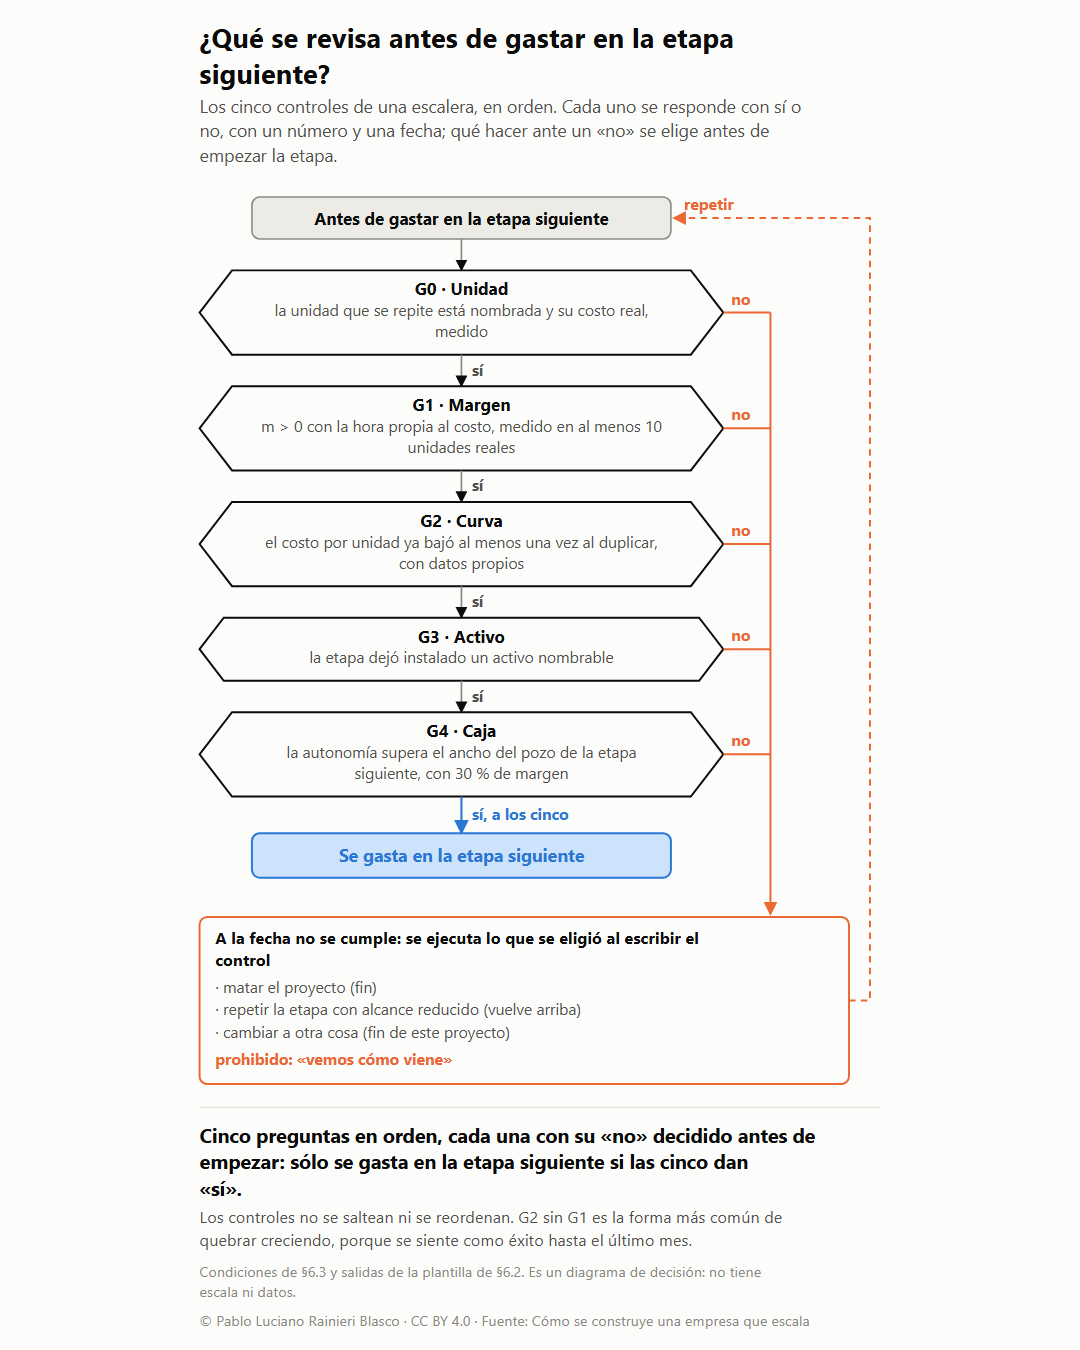 ¿Qué se revisa antes de gastar en la etapa
siguiente?
Los cinco controles de una escalera, en orden. Cada uno se responde con sí o
no, con un número y una fecha; qué hacer ante un «no» se elige antes de
empezar la etapa.
repetir
Antes de gastar en la etapa siguiente
G0 · Unidad
la unidad que se repite está nombrada y su costo real,
medido
no
sí
G1 · Margen
m > 0 con la hora propia al costo, medido en al menos 10
unidades reales
no
sí
G2 · Curva
el costo por unidad ya bajó al menos una vez al duplicar,
con datos propios
no
sí
G3 · Activo
la etapa dejó instalado un activo nombrable
no
sí
G4 · Caja
la autonomía supera el ancho del pozo de la etapa
siguiente, con 30 % de margen
no
sí, a los cinco
Se gasta en la etapa siguiente
A la fecha no se cumple: se ejecuta lo que se eligió al escribir el
control
· matar el proyecto (fin)
· repetir la etapa con alcance reducido (vuelve arriba)
· cambiar a otra cosa (fin de este proyecto)
prohibido: «vemos cómo viene»
Cinco preguntas en orden, cada una con su «no» decidido antes de
empezar: sólo se gasta en la etapa siguiente si las cinco dan
«sí».
Los controles no se saltean ni se reordenan. G2 sin G1 es la forma más común de
quebrar creciendo, porque se siente como éxito hasta el último mes.
Condiciones de §6.3 y salidas de la plantilla de §6.2. Es un diagrama de decisión: no tiene
escala ni datos.
© Pablo Luciano Rainieri Blasco · CC BY 4.0 · Fuente: Cómo se construye una empresa que escala